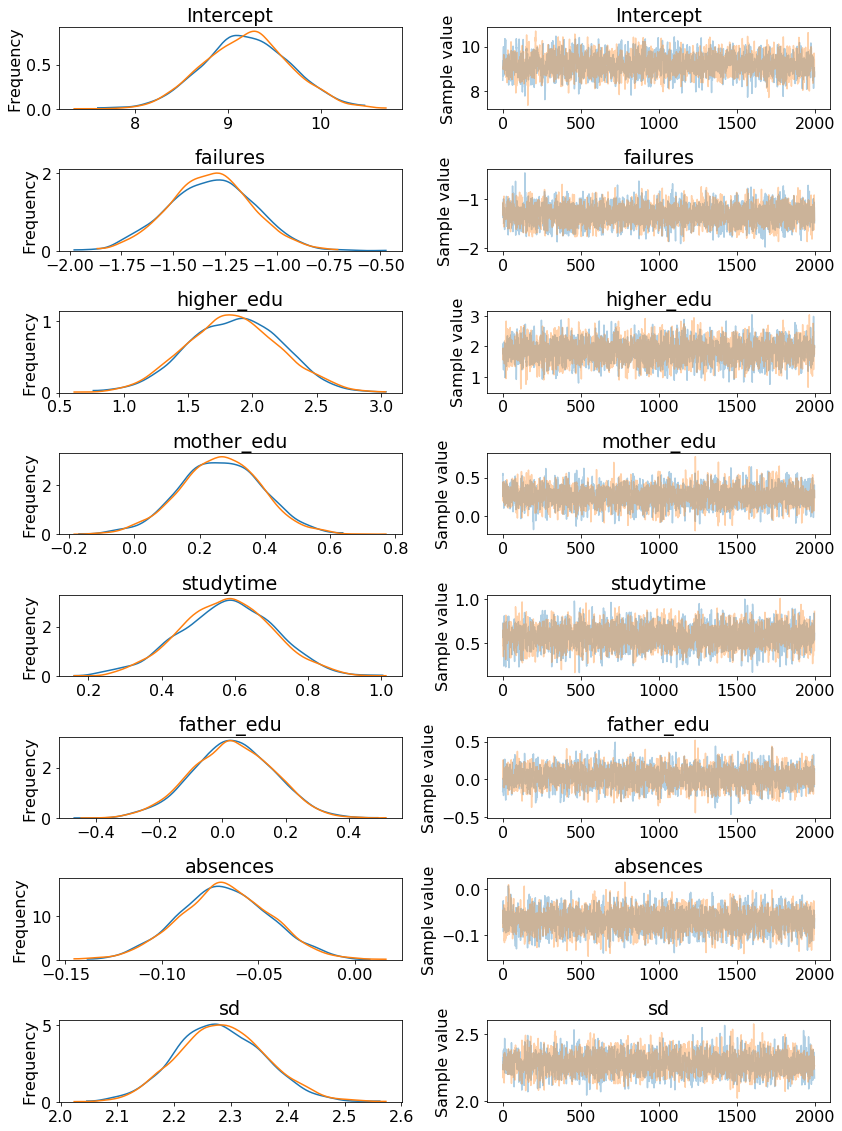 Intercept
Frequency
0.5
0.0
8 9 10
Intercept
Sample value
10
8
0 500 1000 1500 2000
failures
Frequency
2
0
−2.00 −1.75 −1.50 −1.25 −1.00 −0.75 −0.50
failures
Sample value
−1
−2
0 500 1000 1500 2000
higher_edu
Frequency
1
0
0.5 1.0 1.5 2.0 2.5 3.0
higher_edu
Sample value
3
2
1
0 500 1000 1500 2000
mother_edu
Frequency
2
0
−0.2 0.0 0.2 0.4 0.6 0.8
mother_edu
Sample value
0.5
0.0
0 500 1000 1500 2000
studytime
Frequency
2
0
0.2 0.4 0.6 0.8 1.0
studytime
Sample value
1.0
0.5
0 500 1000 1500 2000
father_edu
Frequency
2
0
−0.4 −0.2 0.0 0.2 0.4
father_edu
Sample value
0.5
0.0
−0.5
0 500 1000 1500 2000
absences
Frequency
10
0
−0.15 −0.10 −0.05 0.00
absences
Sample value
0.0
−0.1
0 500 1000 1500 2000
sd
Frequency
5
0
2.0 2.1 2.2 2.3 2.4 2.5 2.6
sd
Sample value
2.5
2.0
0 500 1000 1500 2000